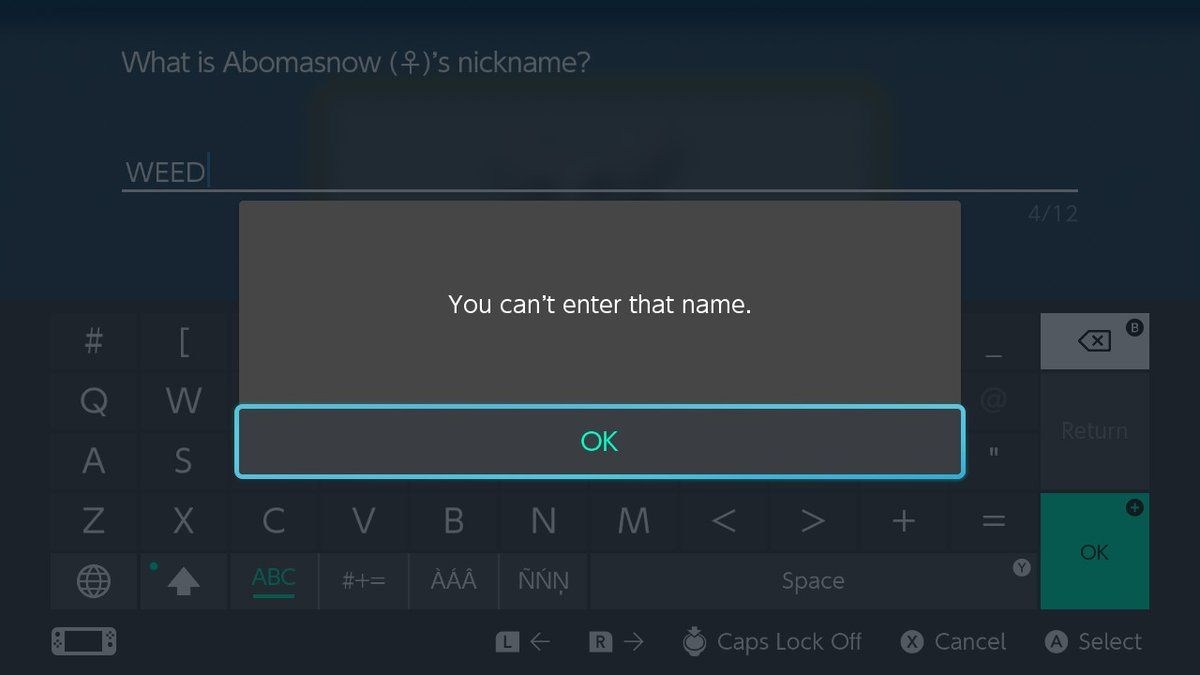 What is Abomasnow (♀)'s nickname?
WEED
4/12
You can't enter that name.
OK
# [ _ B
Q W @
Return
A S "
Z X C V B N M < > + = +
OK
ABC #+= ÀÁÂ ÑŃŅ Space Y
L ← R → Caps Lock Off X Cancel A Select